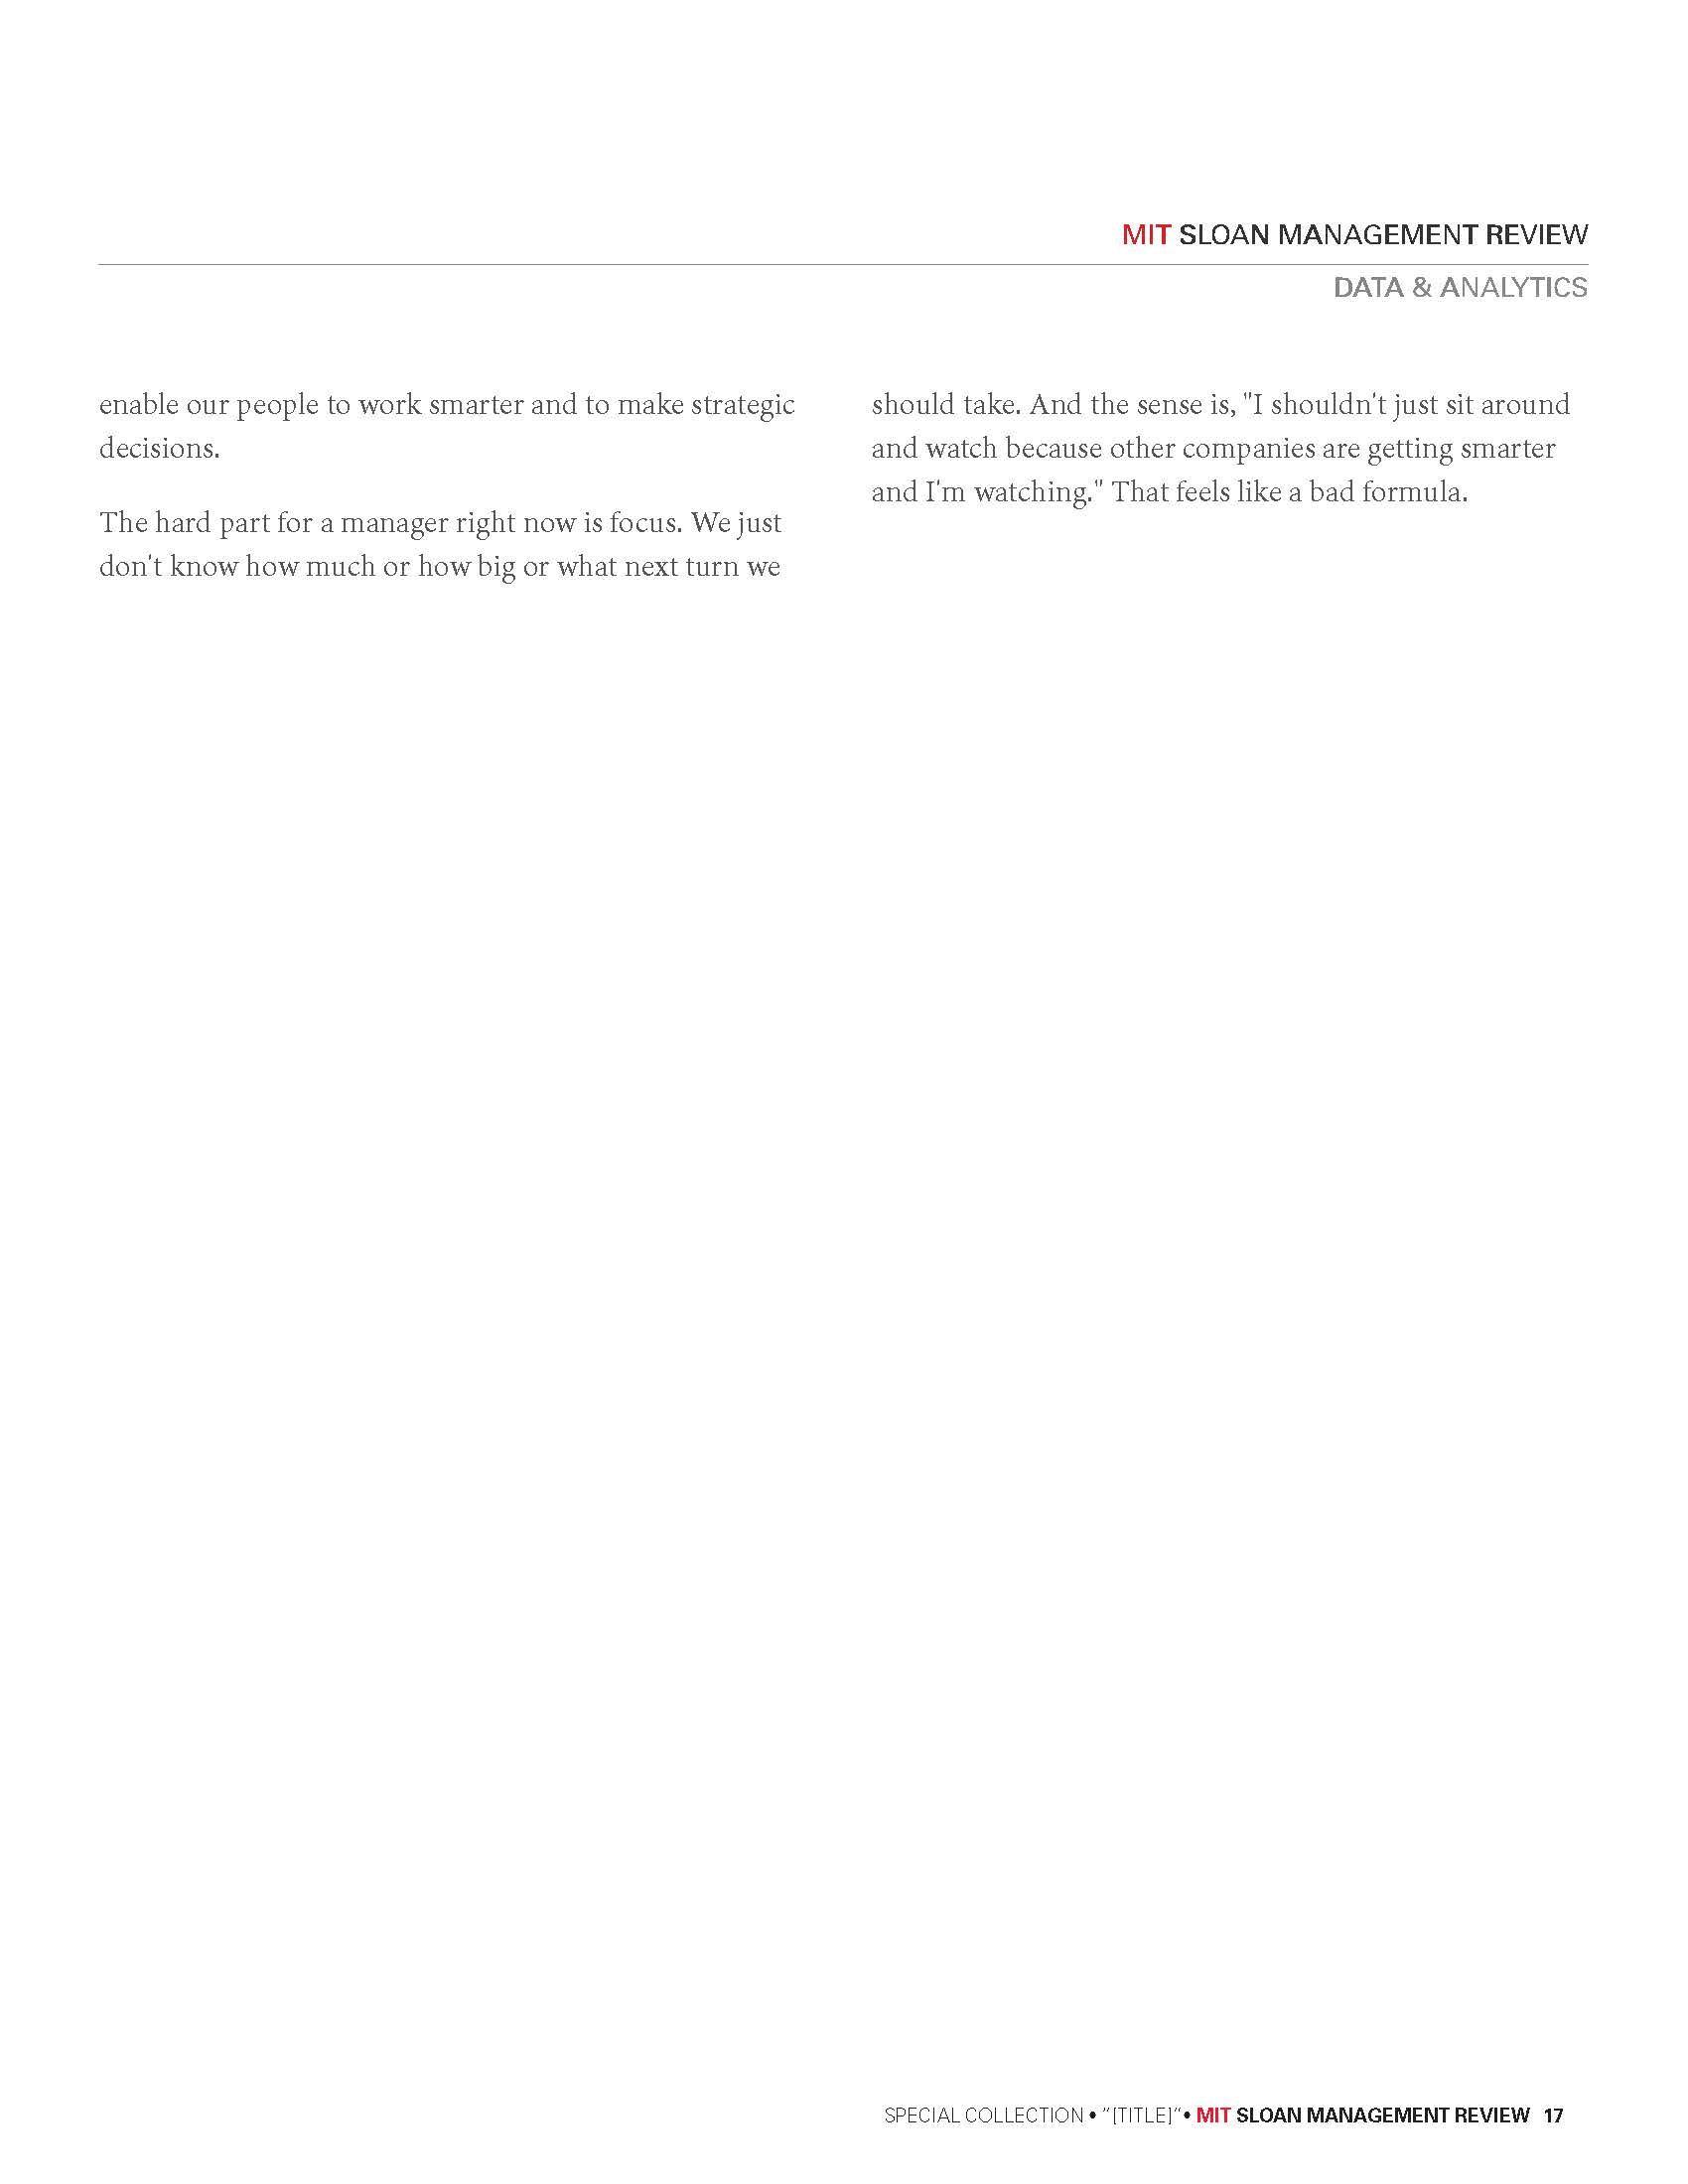 MIT SLOAN MANAGEMENT REVIEW
DATA & ANALYTICS
enable our people to work smarter and to make strategic
decisions.
The hard part for a manager right now is focus. We just
don't know how much or how big or what next turn we
should take. And the sense is, "I shouldn't just sit around
and watch because other companies are getting smarter
and I'm watching." That feels like a bad formula.
SPECIAL COLLECTION • “[TITLE]”• MIT SLOAN MANAGEMENT REVIEW 17